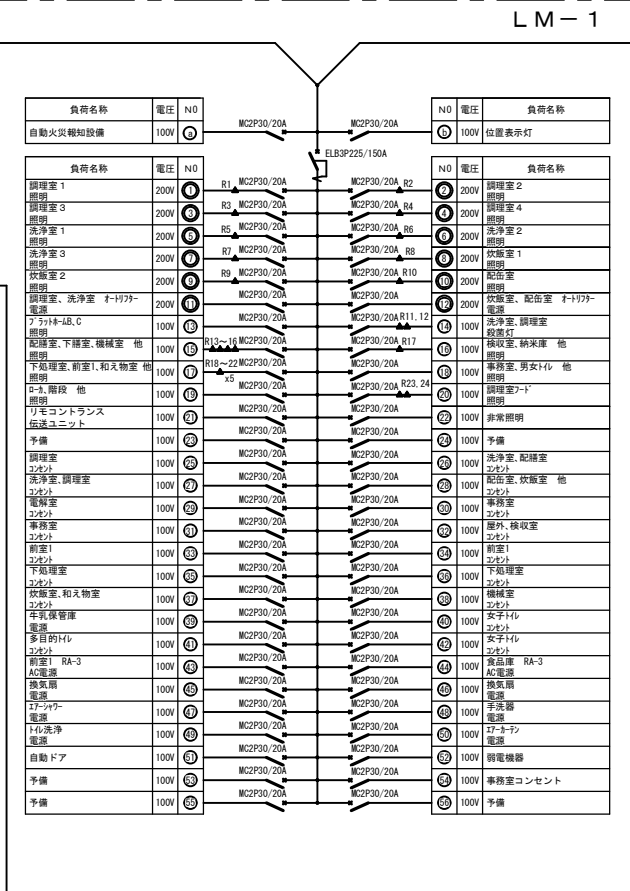 LM-1
負荷名称 電圧 NO
MC2P30/20A MC2P30/20A
NO 電圧 負荷名称
自動火災報知設備 100V a
b 100V 位置表示灯
ELB3P225/150A
負荷名称 電圧 NO
NO 電圧 負荷名称
調理室1 照明 200V 1 R1 MC2P30/20A MC2P30/20A R2 2 200V 調理室2 照明
調理室3 照明 200V 3 R3 MC2P30/20A MC2P30/20A R4 4 200V 調理室4 照明
洗浄室1 照明 200V 5 R5 MC2P30/20A MC2P30/20A R6 6 200V 洗浄室2 照明
洗浄室3 照明 200V 7 R7 MC2P30/20A MC2P30/20A R8 8 200V 炊飯室1 照明
炊飯室2 照明 200V 9 R9 MC2P30/20A MC2P30/20A R10 10 200V 配缶室 照明
調理室、洗浄室 オートリフター 電源 200V 11 MC2P30/20A MC2P30/20A 12 200V 炊飯室、配缶室 オートリフター 電源
プラットホームB,C 照明 100V 13 MC2P30/20A MC2P30/20A R11,12 14 100V 洗浄室、調理室 殺菌灯
配膳室、下膳室、機械室 他 照明 100V 15 R13～16 MC2P30/20A MC2P30/20A R17 16 100V 検収室、納米庫 他 照明
下処理室、前室1、和え物室 他 照明 100V 17 R18～22 x5 MC2P30/20A MC2P30/20A 18 100V 事務室、男女トイレ 他 照明
ローカ、階段 他 照明 100V 19 MC2P30/20A MC2P30/20A R23,24 20 100V 調理室フード 照明
リモコントランス 伝送ユニット 100V 21 MC2P30/20A MC2P30/20A 22 100V 非常照明
予備 100V 23 MC2P30/20A MC2P30/20A 24 100V 予備
調理室 コンセント 100V 25 MC2P30/20A MC2P30/20A 26 100V 洗浄室、配膳室 コンセント
洗浄室、調理室 コンセント 100V 27 MC2P30/20A MC2P30/20A 28 100V 配缶室、炊飯室 他 コンセント
電解室 コンセント 100V 29 MC2P30/20A MC2P30/20A 30 100V 事務室 コンセント
事務室 コンセント 100V 31 MC2P30/20A MC2P30/20A 32 100V 屋外、検収室 コンセント
前室1 コンセント 100V 33 MC2P30/20A MC2P30/20A 34 100V 前室1 コンセント
下処理室 コンセント 100V 35 MC2P30/20A MC2P30/20A 36 100V 下処理室 コンセント
炊飯室、和え物室 コンセント 100V 37 MC2P30/20A MC2P30/20A 38 100V 機械室 コンセント
牛乳保管庫 電源 100V 39 MC2P30/20A MC2P30/20A 40 100V 女子トイレ コンセント
多目的トイレ コンセント 100V 41 MC2P30/20A MC2P30/20A 42 100V 女子トイレ コンセント
前室1 RA-3 AC電源 100V 43 MC2P30/20A MC2P30/20A 44 100V 食品庫 RA-3 AC電源
換気扇 電源 100V 45 MC2P30/20A MC2P30/20A 46 100V 換気扇 電源
エアーシャワー 電源 100V 47 MC2P30/20A MC2P30/20A 48 100V 手洗器 電源
トイレ洗浄 電源 100V 49 MC2P30/20A MC2P30/20A 50 100V エアーカーテン 電源
自動ドア 100V 51 MC2P30/20A MC2P30/20A 52 100V 弱電機器
予備 100V 53 MC2P30/20A MC2P30/20A 54 100V 事務室コンセント
予備 100V 55 MC2P30/20A MC2P30/20A 56 100V 予備